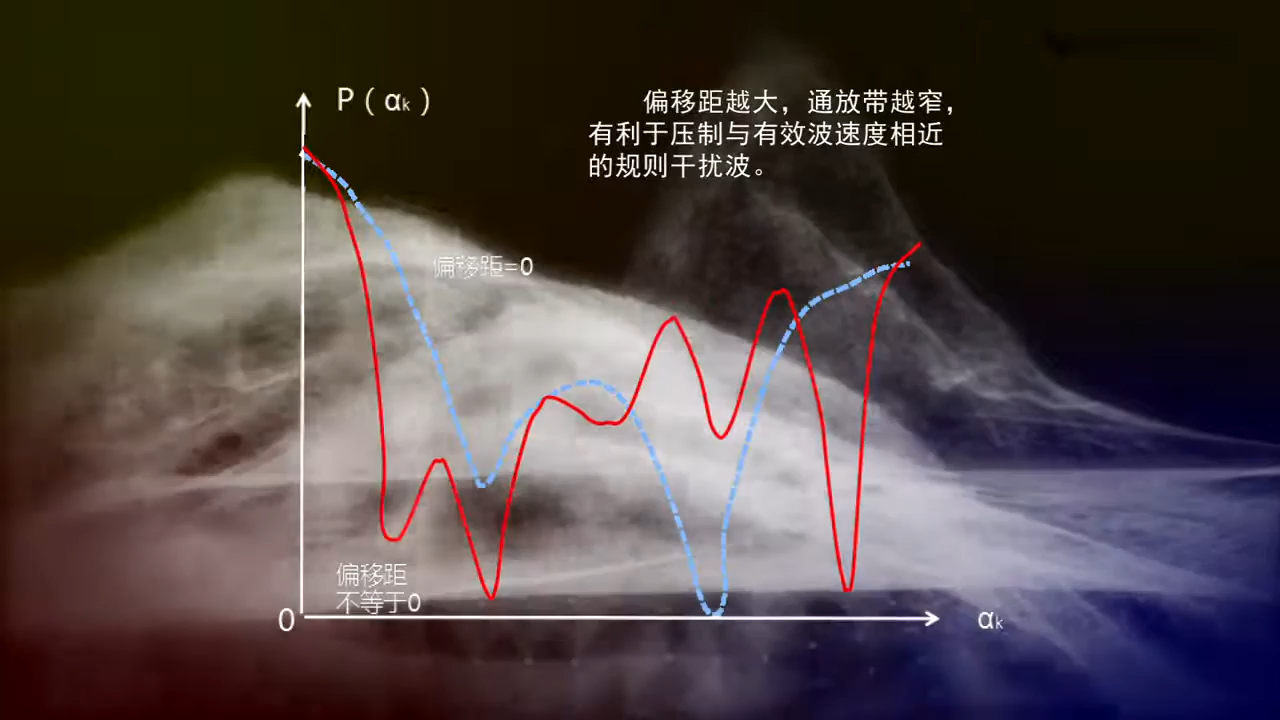 P(αk)
偏移距越大，通放带越窄，
有利于压制与有效波速度相近
的规则干扰波。
偏移距=0
偏移距
不等于0
0
αk